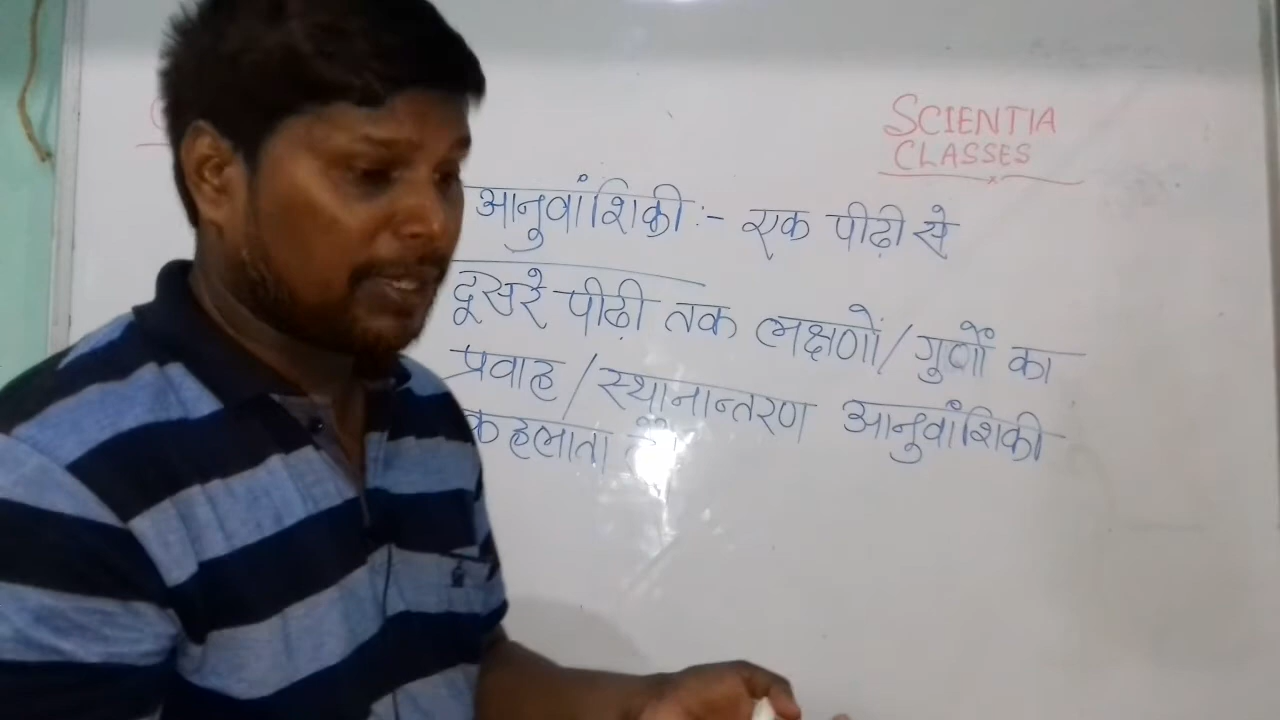 SCIENTIA
CLASSES
आनुवांशिकी :- एक पीढ़ी से
दूसरे पीढ़ी तक लक्षणों / गुणों का
प्रवाह / स्थानान्तरण आनुवांशिकी
कहलाता